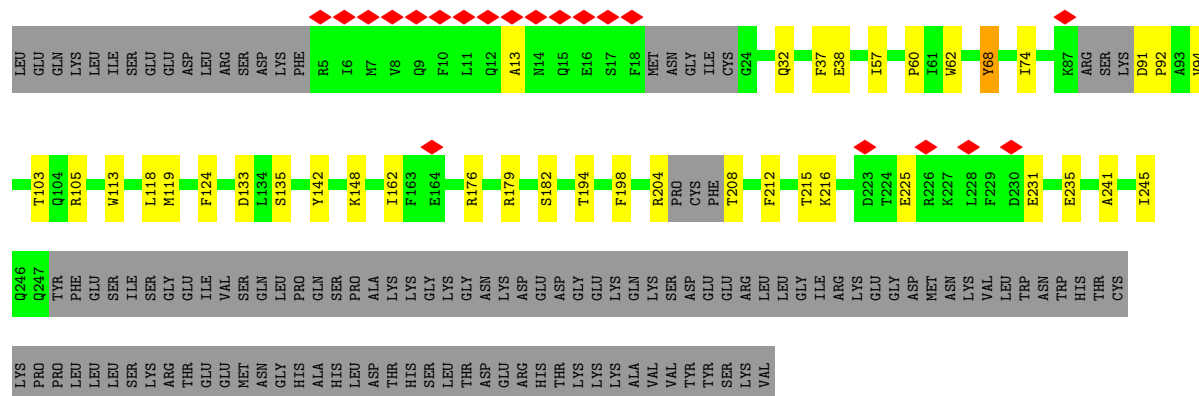 LEU GLU GLN LYS LEU ILE SER GLU GLU ASP LEU ARG SER ASP LYS PHE R5 I6 M7 V8 Q9 F10 L11 Q12 A13 N14 Q15 E16 S17 F18 MET ASN GLY ILE CYS G24 Q32 F37 E38 I57 P60 I61 W62 Y68 I74 K87 ARG SER LYS D91 P92 A93
T103 Q104 R105 W113 L118 M119 F124 D133 L134 S135 Y142 K148 I162 F163 E164 R176 R179 S182 T194 F198 R204 PRO CYS PHE T208 F212 T215 K216 D223 T224 E225 R226 K227 L228 F229 D230 E231 E235 A241 I245
Q246 Q247 TYR PHE GLU SER ILE SER GLY GLU ILE VAL SER GLN LEU PRO GLN SER PRO ALA LYS LYS GLY LYS GLY ASN LYS ASP GLU ASP GLY GLU LYS GLN LYS SER ASP GLU GLU ARG LEU LEU GLY ILE ARG LYS GLU GLY ASP MET ASN LYS VAL LEU TRP ASN TRP HIS THR CYS
LYS PRO PRO LEU LEU LEU SER LYS ARG THR GLU GLU MET ASN GLY HIS ALA HIS LEU ASP THR HIS SER LEU THR ASP GLU ARG HIS THR LYS LYS LYS ALA VAL VAL TYR TYR SER LYS VAL